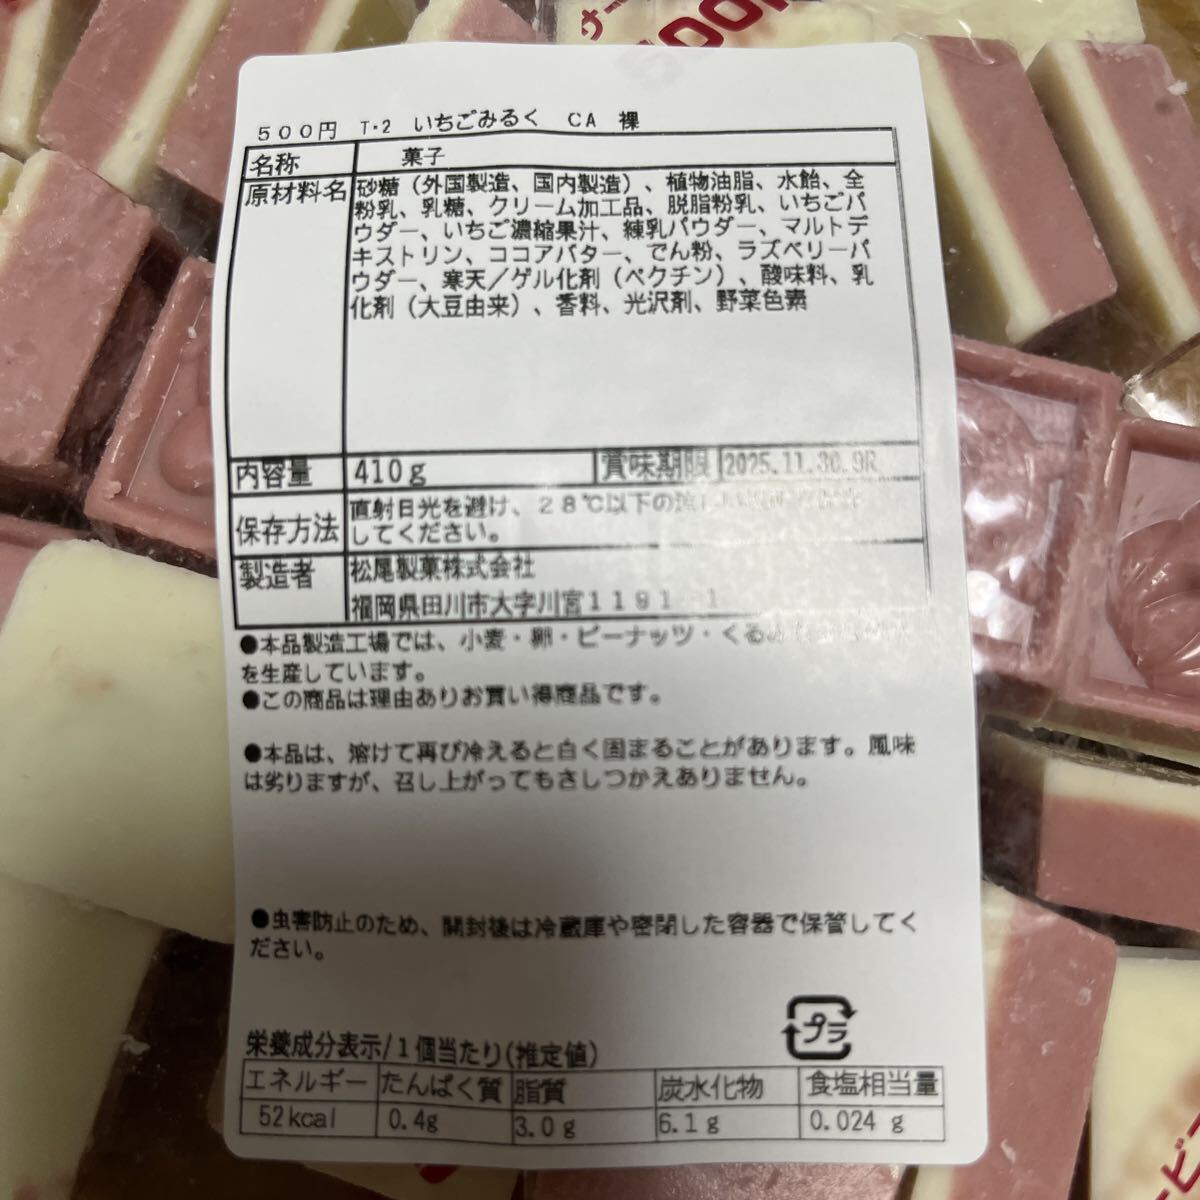 ５００円 T・2 いちごみるく CA 裸
名称 菓子
原材料名 砂糖（外国製造、国内製造）、植物油脂、水飴、全
粉乳、乳糖、クリーム加工品、脱脂粉乳、いちごパ
ウダー、いちご濃縮果汁、練乳パウダー、マルトデ
キストリン、ココアバター、でん粉、ラズベリーパ
ウダー、寒天／ゲル化剤（ペクチン）、酸味料、乳
化剤（大豆由来）、香料、光沢剤、野菜色素
内容量 410g 賞味期限 2025.11.30.9R
保存方法 直射日光を避け、２８℃以下の
してください。
製造者 松尾製菓株式会社
福岡県田川市大字川宮１１９１－１
●本品製造工場では、小麦・卵・ピーナッツ・くるみ
を生産しています。
●この商品は理由ありお買い得商品です。
●本品は、溶けて再び冷えると白く固まることがあります。風味
は劣りますが、召し上がってもさしつかえありません。
●虫害防止のため、開封後は冷蔵庫や密閉した容器で保管してく
ださい。
プラ
栄養成分表示/１個当たり(推定値)
エネルギー たんぱく質 脂質 炭水化物 食塩相当量
52kcal 0.4g 3.0g 6.1g 0.024 g